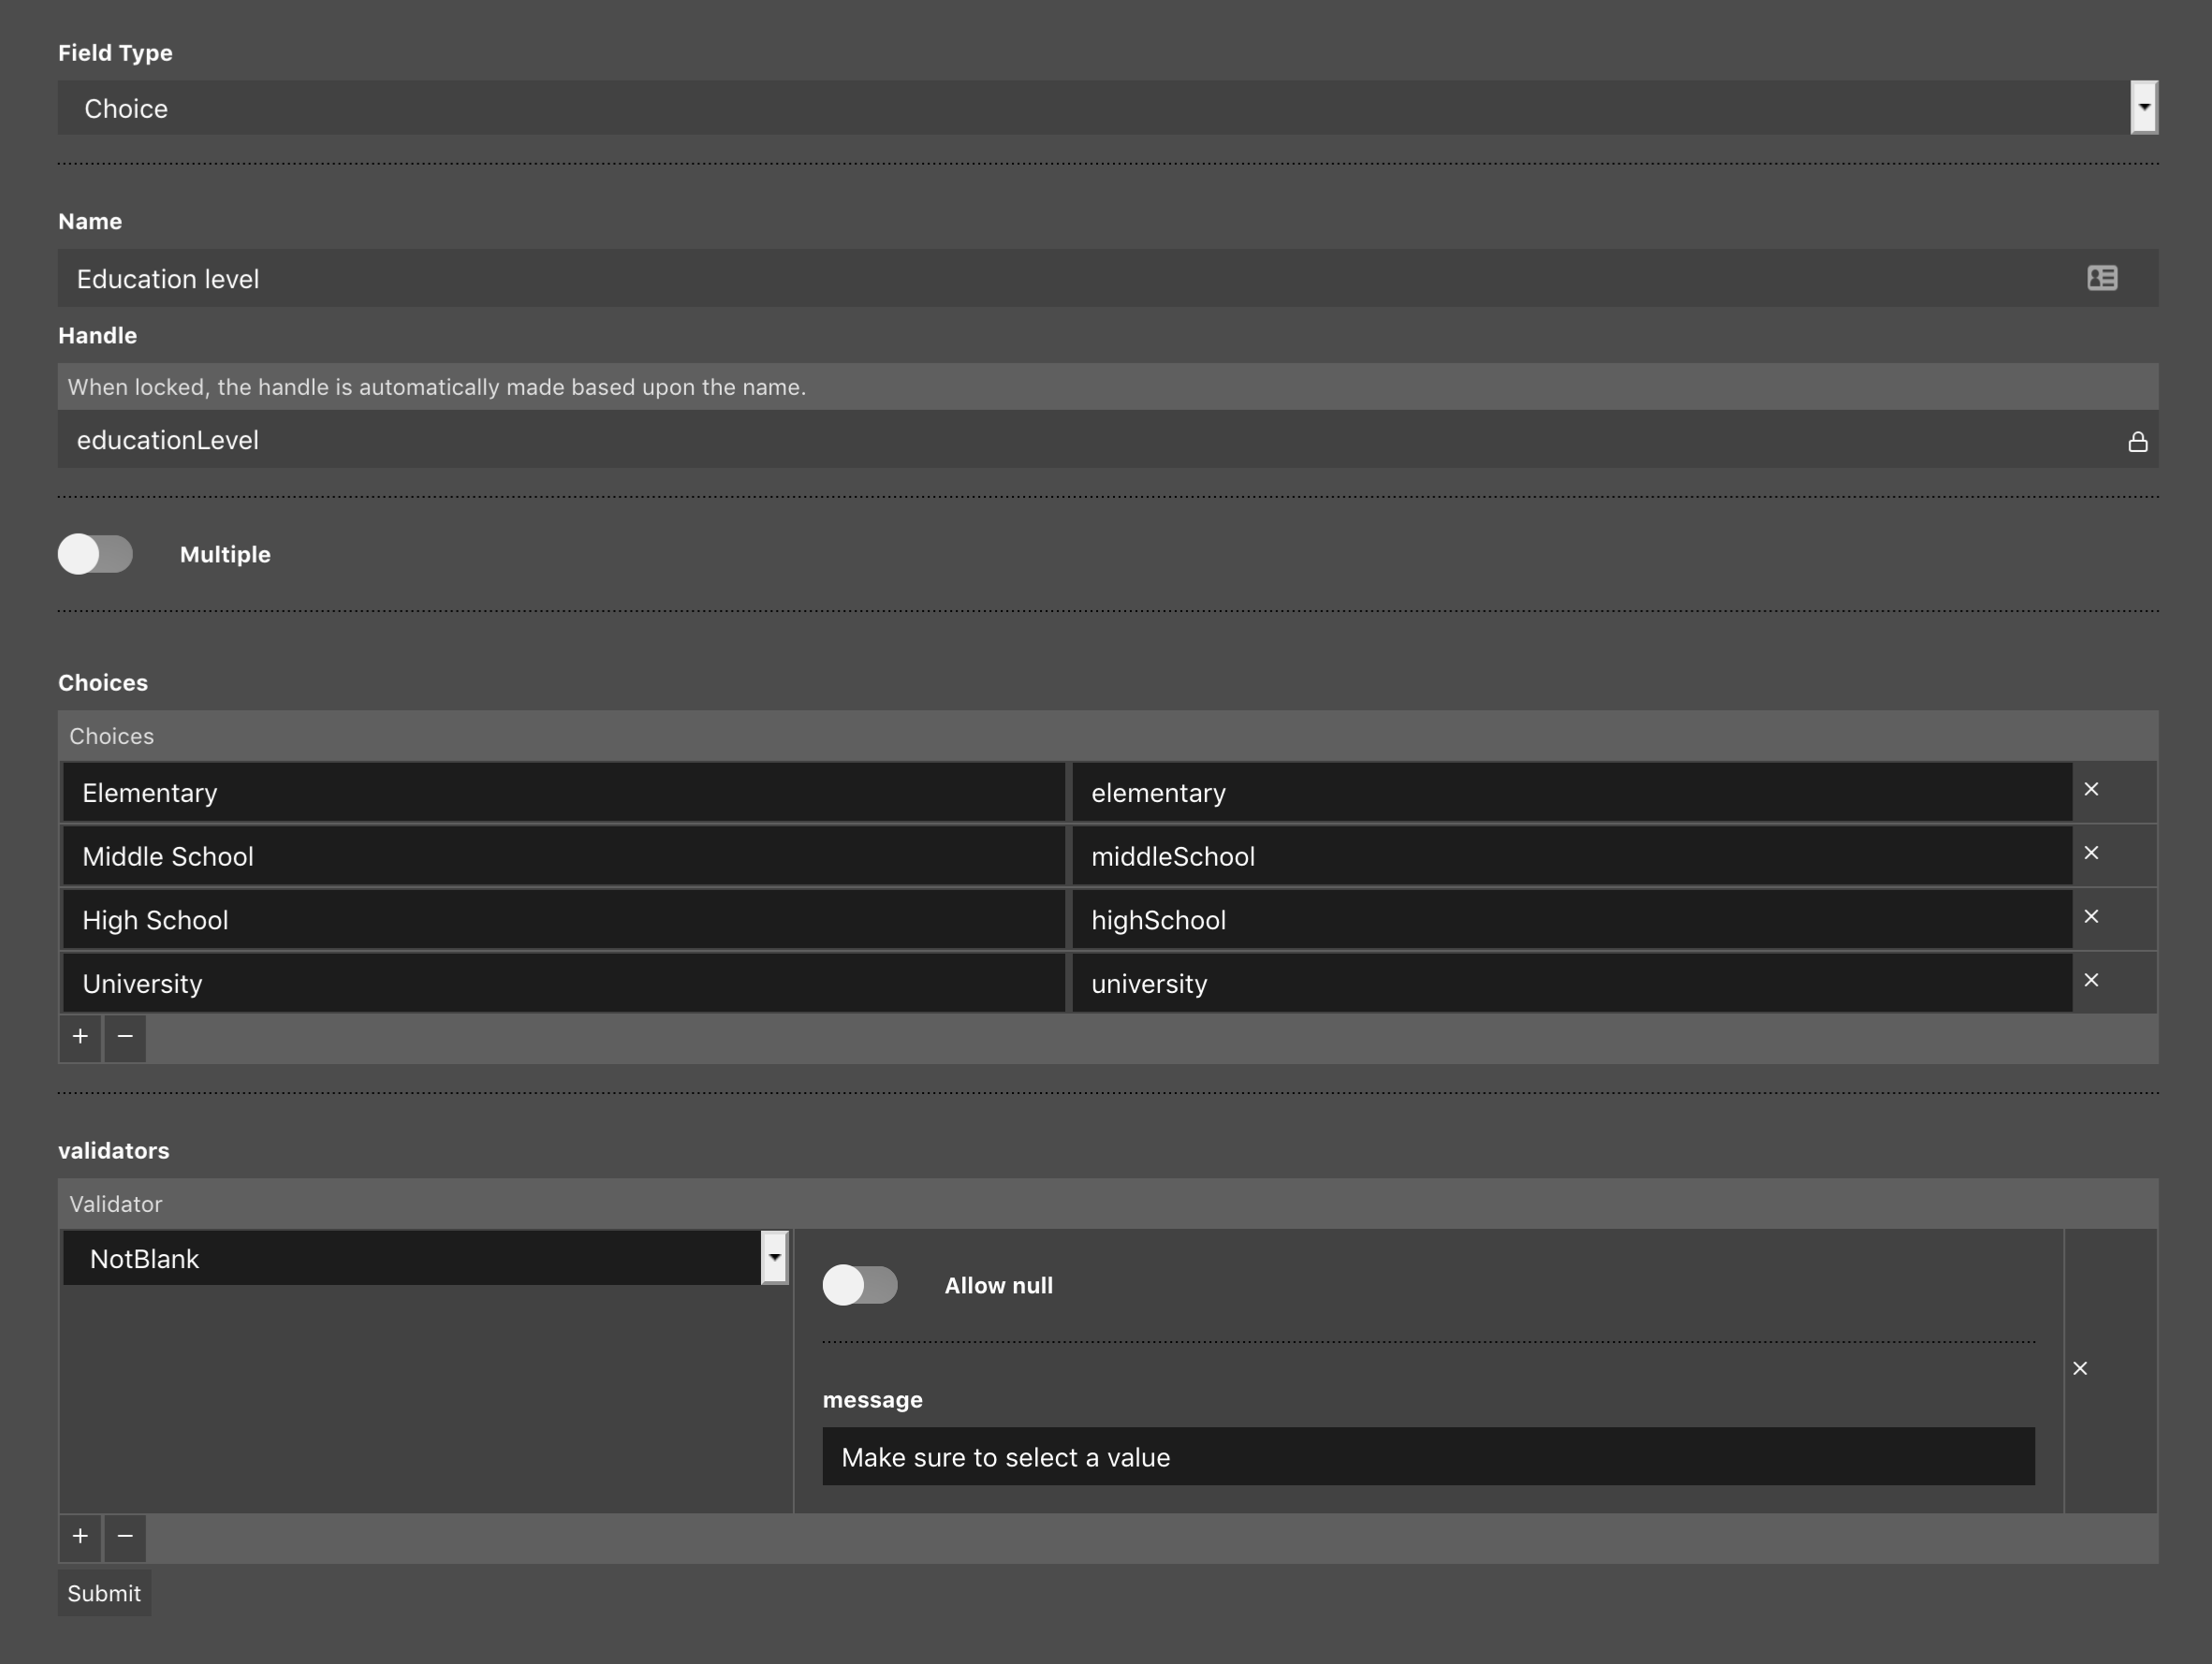 Field Type
Choice
Name
Education level
Handle
When locked, the handle is automatically made based upon the name.
educationLevel
Multiple
Choices
Choices
Elementary elementary
Middle School middleSchool
High School highSchool
University university
validators
Validator
NotBlank
Allow null
message
Make sure to select a value
Submit